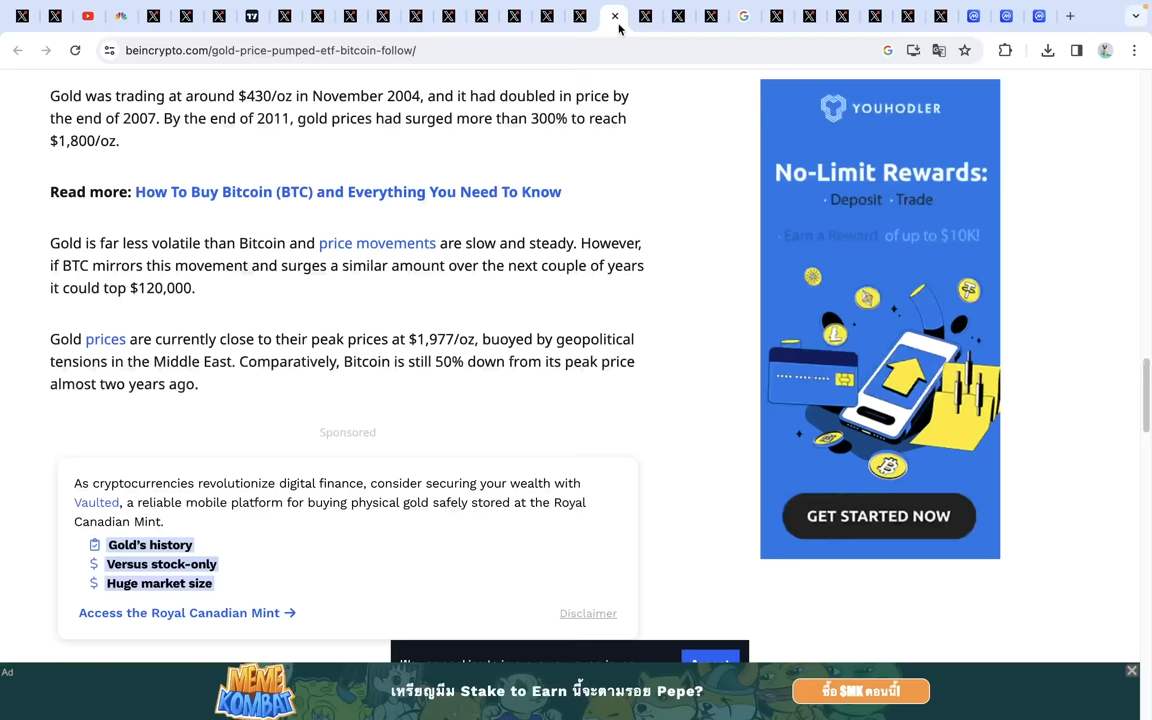 beincrypto.com/gold-price-pumped-etf-bitcoin-follow/
Gold was trading at around $430/oz in November 2004, and it had doubled in price by
the end of 2007. By the end of 2011, gold prices had surged more than 300% to reach
$1,800/oz.
Read more: How To Buy Bitcoin (BTC) and Everything You Need To Know
Gold is far less volatile than Bitcoin and price movements are slow and steady. However,
if BTC mirrors this movement and surges a similar amount over the next couple of years
it could top $120,000.
Gold prices are currently close to their peak prices at $1,977/oz, buoyed by geopolitical
tensions in the Middle East. Comparatively, Bitcoin is still 50% down from its peak price
almost two years ago.
Sponsored
As cryptocurrencies revolutionize digital finance, consider securing your wealth with
Vaulted, a reliable mobile platform for buying physical gold safely stored at the Royal
Canadian Mint.
Gold's history
Versus stock-only
Huge market size
Access the Royal Canadian Mint →
Disclaimer
YOUHODLER
No-Limit Rewards:
· Deposit · Trade
· Earn a Reward of up to $10K!
GET STARTED NOW
Ad
MEME
KOMBAT
เหรียญมีม Stake to Earn นี้จะตามรอย Pepe?
ซื้อ $MK ตอนนี้!